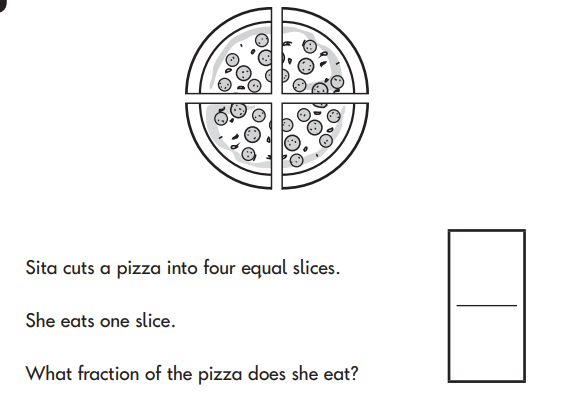 Sita cuts a pizza into four equal slices.
She eats one slice.
What fraction of the pizza does she eat?